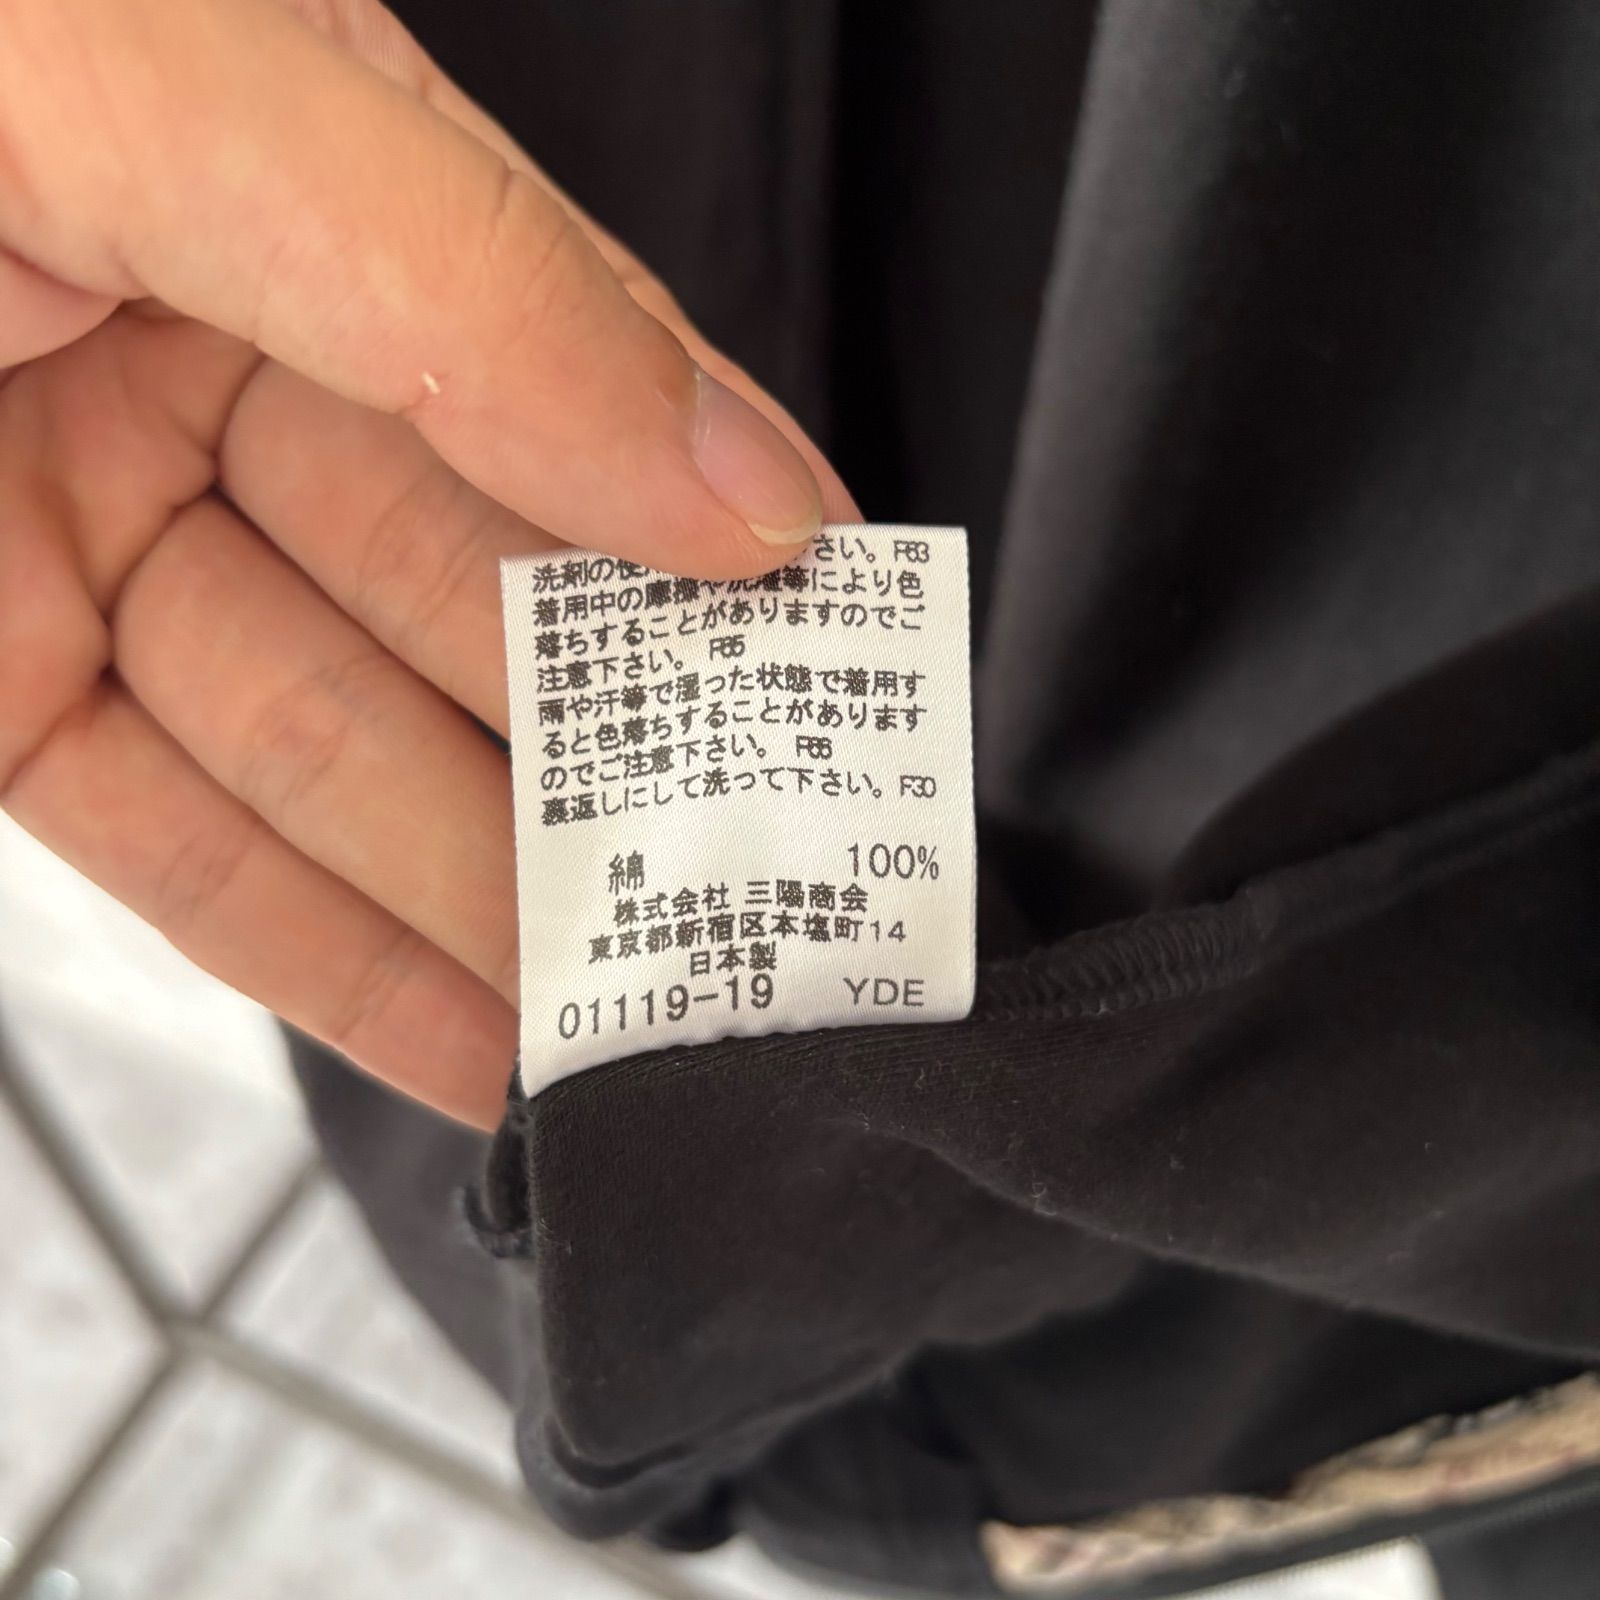 さい。F63
洗剤の使
着用中の摩擦や洗濯等により色
落ちすることがありますのでご
注意下さい。 F65
雨や汗等で湿った状態で着用す
ると色落ちすることがあります
のでご注意下さい。 F66
裏返しにして洗って下さい。F30
綿 100%
株式会社 三陽商会
東京都新宿区本塩町14
日本製
01119-19 YDE